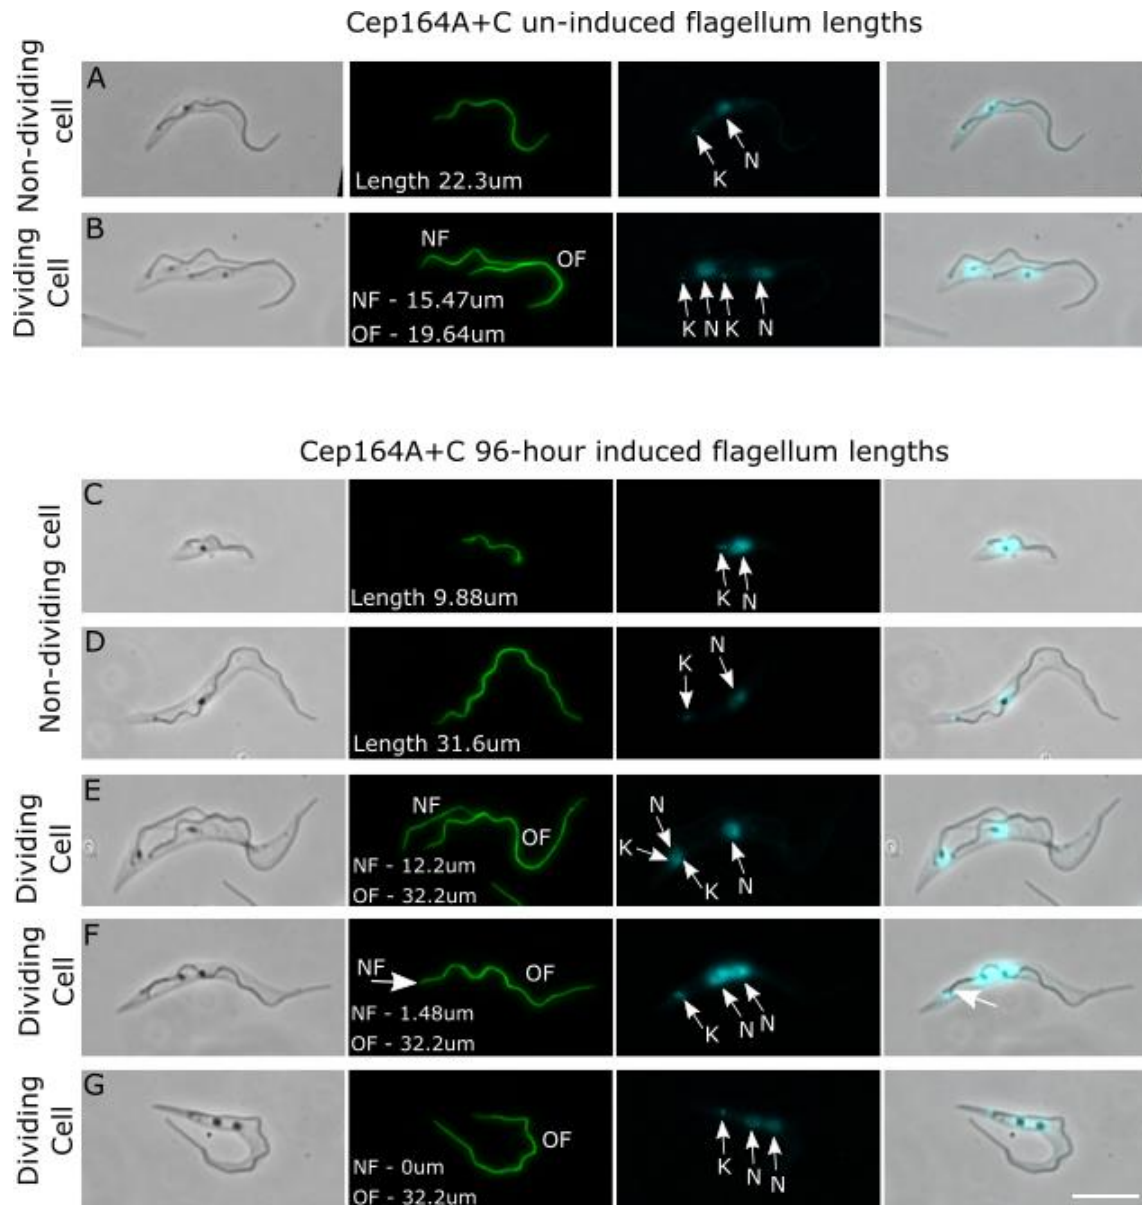 Cep164A+C un-induced flagellum lengths
Non-dividing cell
A
Length 22.3um
K
N
Dividing Cell
B
NF
OF
NF - 15.47um
OF - 19.64um
K N K N
Cep164A+C 96-hour induced flagellum lengths
Non-dividing cell
C
Length 9.88um
K N
D
Length 31.6um
K
N
Dividing Cell
E
NF
OF
NF - 12.2um
OF - 32.2um
N
K
K
N
Dividing Cell
F
NF
OF
NF - 1.48um
OF - 32.2um
K N N
Dividing Cell
G
OF
NF - 0um
OF - 32.2um
K N N